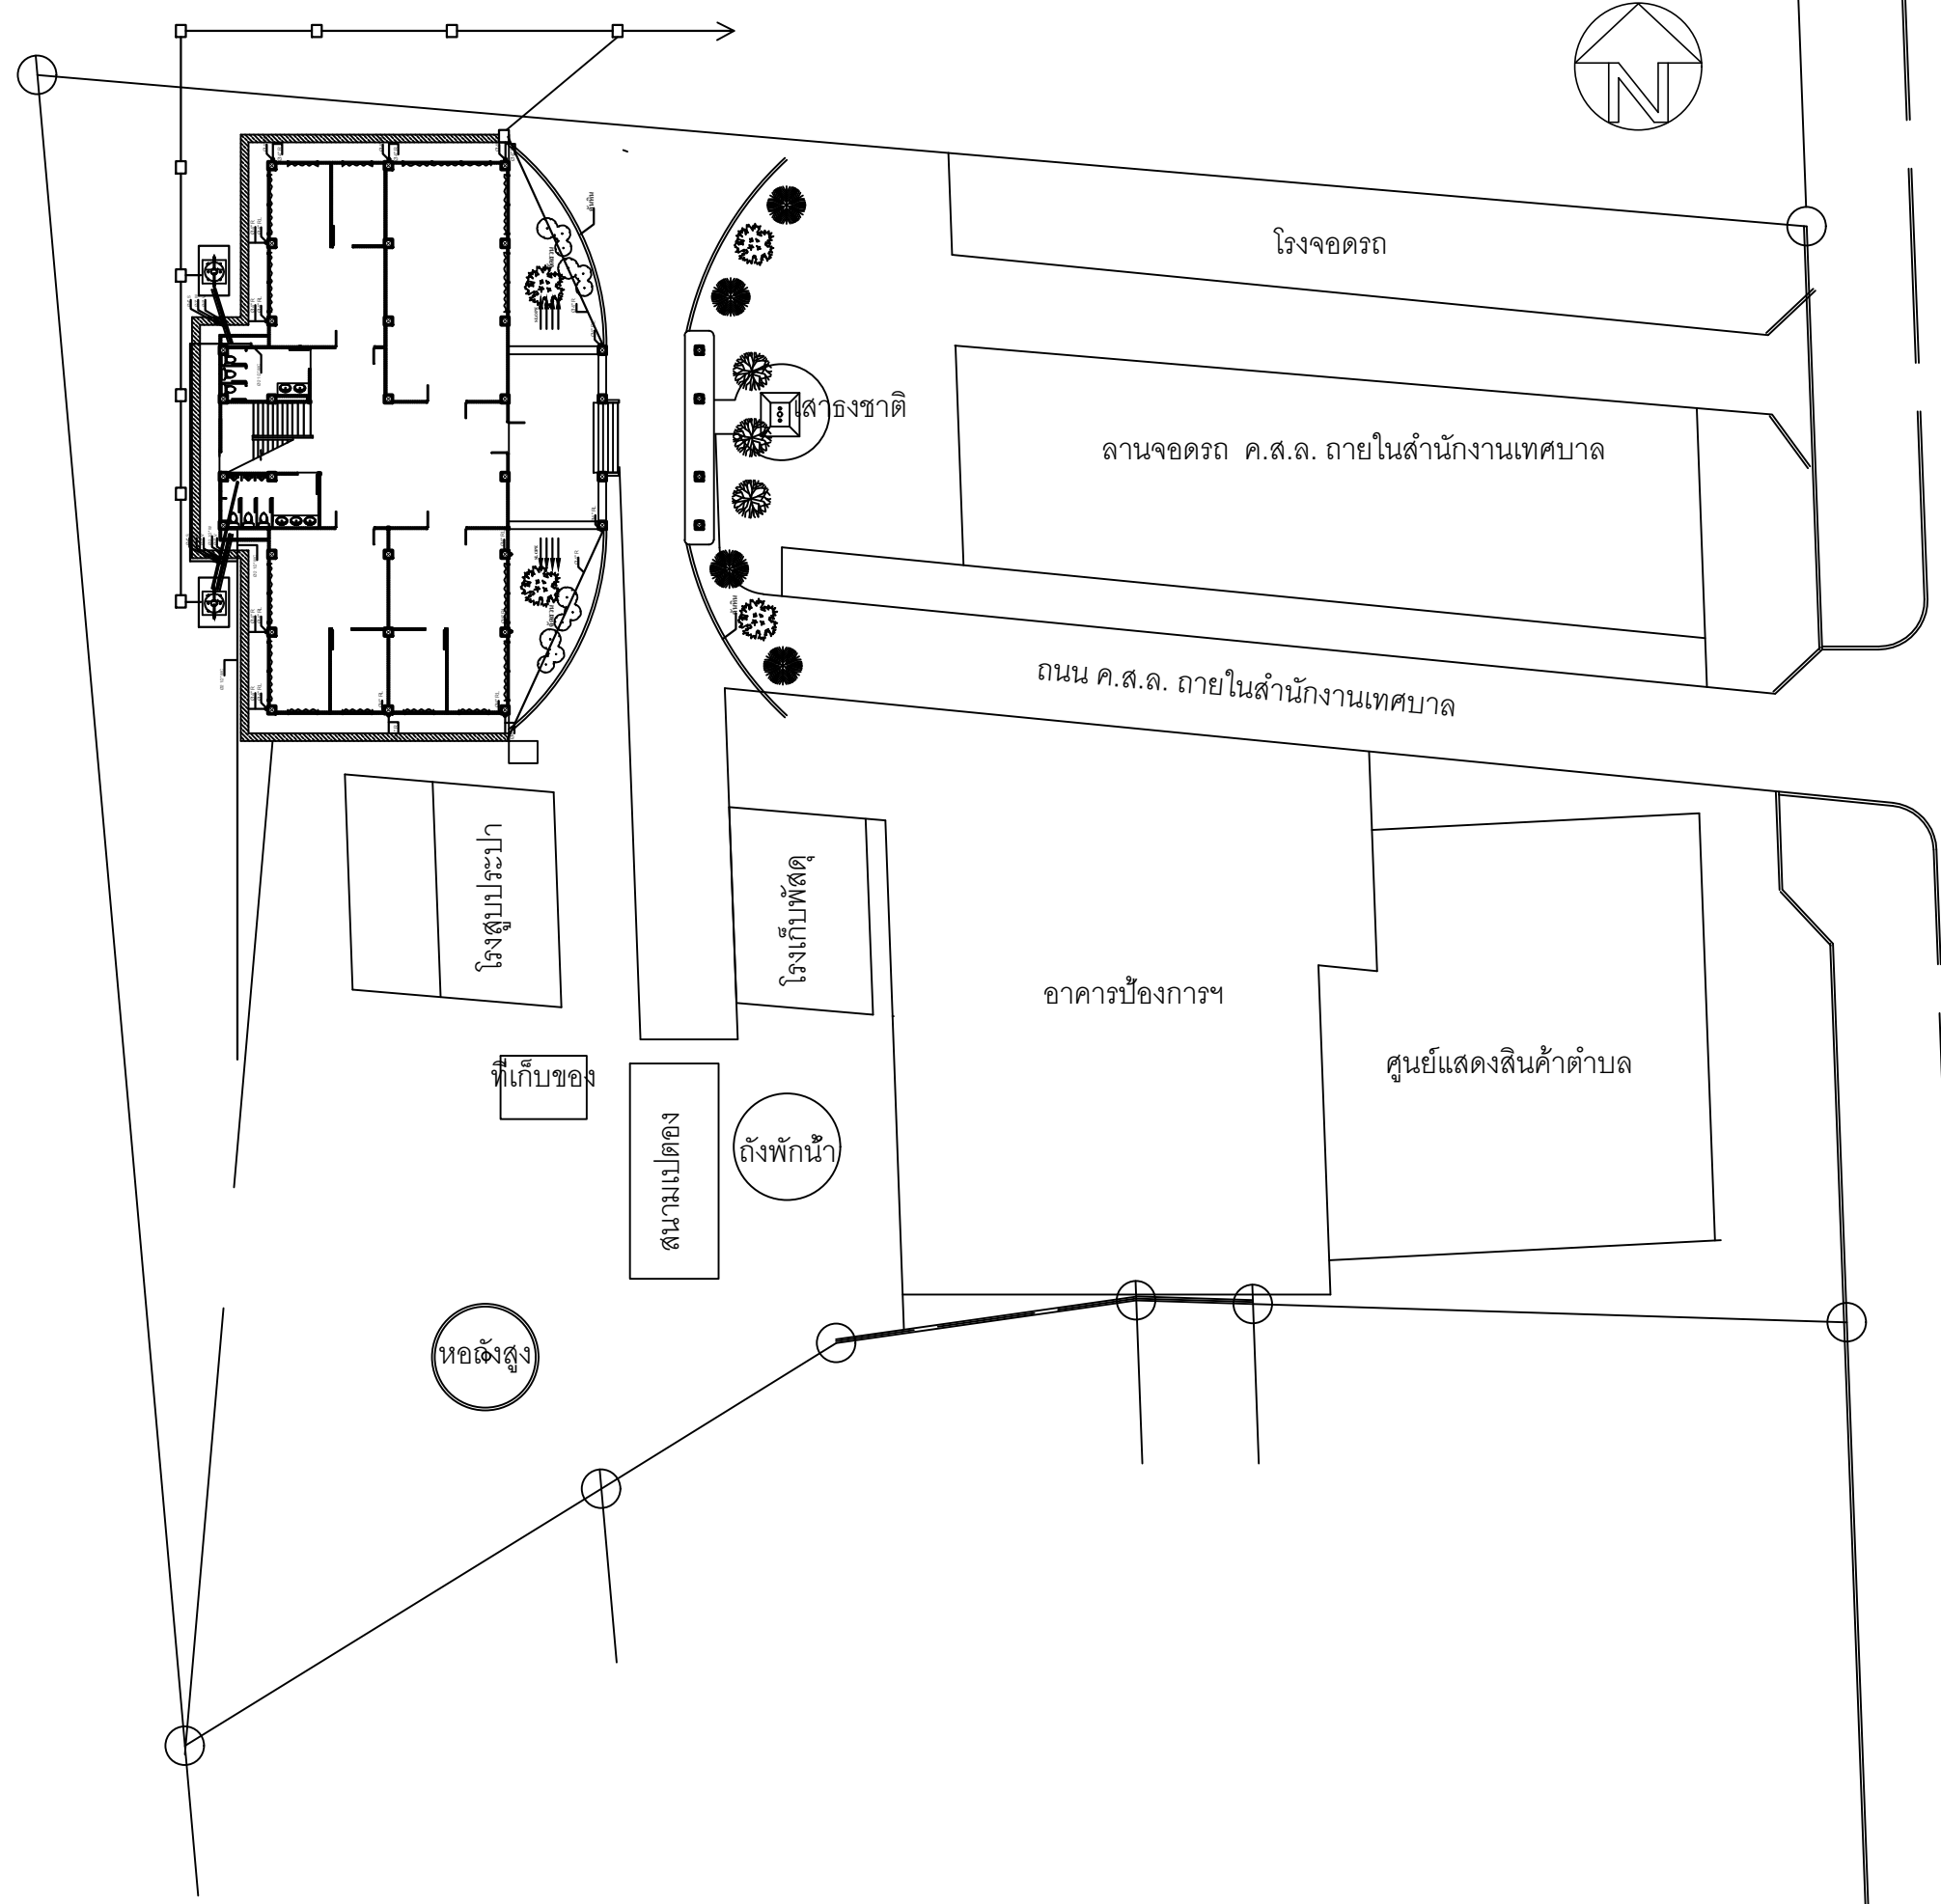 N
โรงจอดรถ
เสาธงชาติ
ลานจอดรถ ค.ส.ล. ถายในสำนักงานเทศบาล
ถนน ค.ส.ล. ถายในสำนักงานเทศบาล
โรงสูบประปา
โรงเก็บพัสดุ
อาคารป้องการฯ
ศูนย์แสดงสินค้าตำบล
ที่เก็บของ
สนามเปตอง
ถังพักน้ำ
หอถังสูง